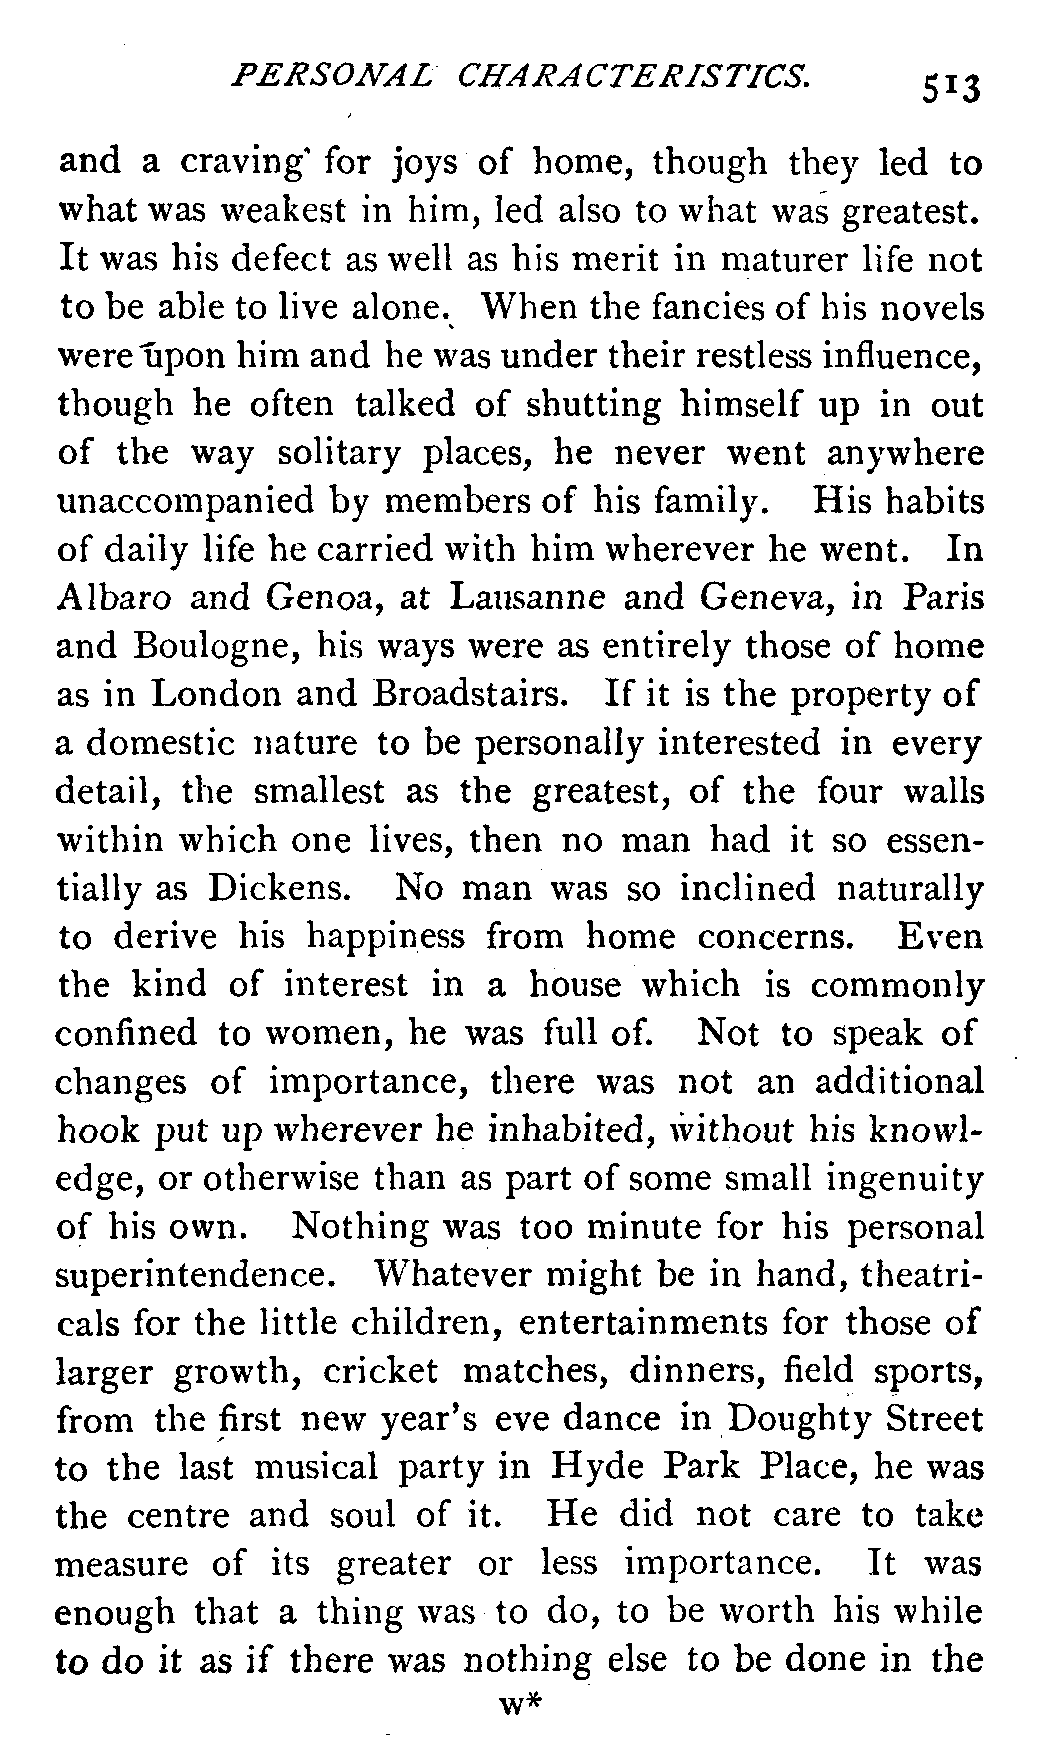 PERSONAL CHARACTERISTICS. 513
and a craving for joys of home, though they led to
what was weakest in him, led also to what was greatest.
It was his defect as well as his merit in maturer life not
to be able to live alone. When the fancies of his novels
were upon him and he was under their restless influence,
though he often talked of shutting himself up in out
of the way solitary places, he never went anywhere
unaccompanied by members of his family. His habits
of daily life he carried with him wherever he went. In
Albaro and Genoa, at Lausanne and Geneva, in Paris
and Boulogne, his ways were as entirely those of home
as in London and Broadstairs. If it is the property of
a domestic nature to be personally interested in every
detail, the smallest as the greatest, of the four walls
within which one lives, then no man had it so essen-
tially as Dickens. No man was so inclined naturally
to derive his happiness from home concerns. Even
the kind of interest in a house which is commonly
confined to women, he was full of. Not to speak of
changes of importance, there was not an additional
hook put up wherever he inhabited, without his knowl-
edge, or otherwise than as part of some small ingenuity
of his own. Nothing was too minute for his personal
superintendence. Whatever might be in hand, theatri-
cals for the little children, entertainments for those of
larger growth, cricket matches, dinners, field sports,
from the first new year's eve dance in Doughty Street
to the last musical party in Hyde Park Place, he was
the centre and soul of it. He did not care to take
measure of its greater or less importance. It was
enough that a thing was to do, to be worth his while
to do it as if there was nothing else to be done in the
W*